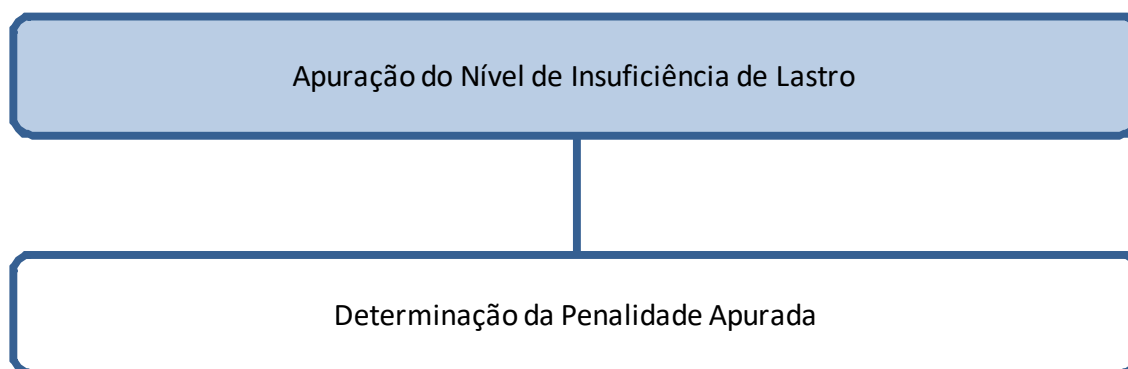 Apuração do Nível de Insuficiência de Lastro
Determinação da Penalidade Apurada